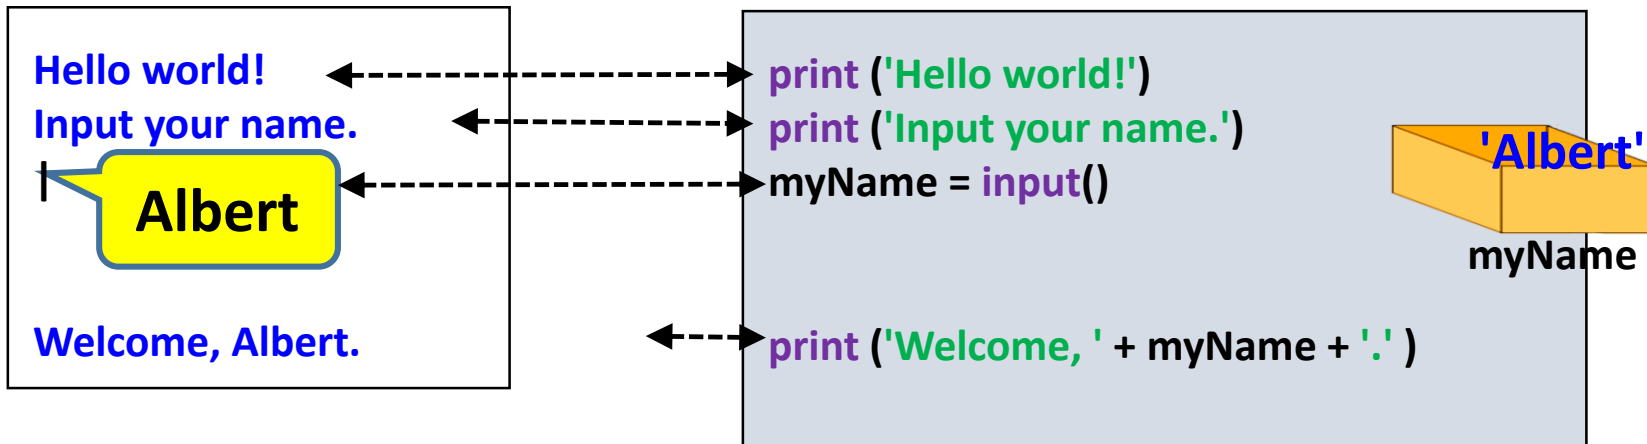 Hello world!
Input your name.
Albert
Welcome, Albert.
print ('Hello world!')
print ('Input your name.')
myName = input()
print ('Welcome, ' + myName + '.' )
'Albert'
myName